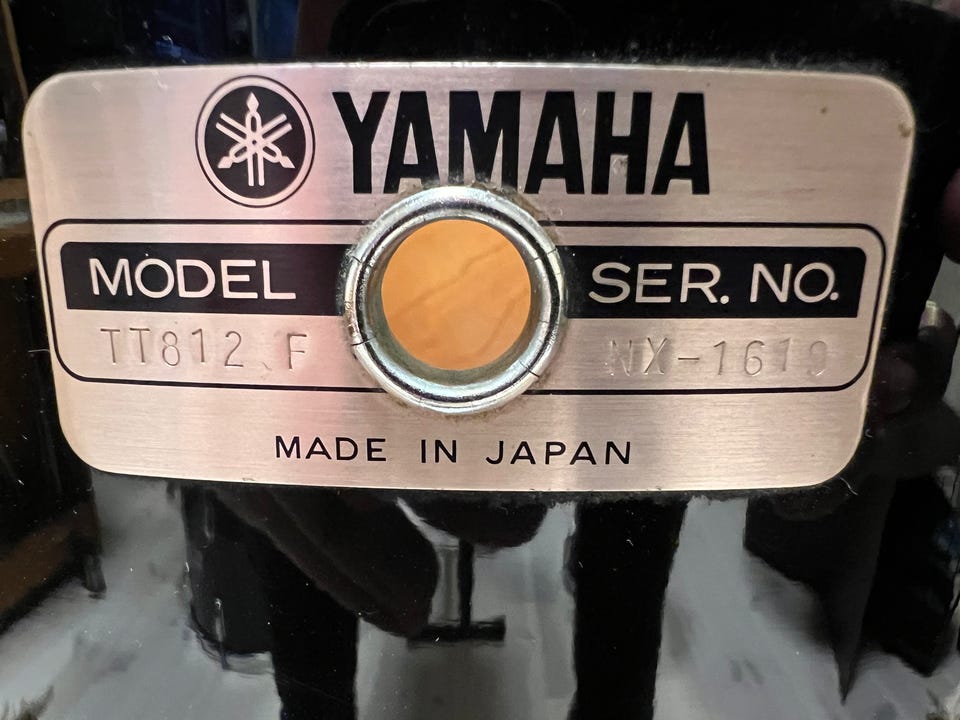 YAMAHA
MODEL SER. NO.
TT812.F NX-1619
MADE IN JAPAN